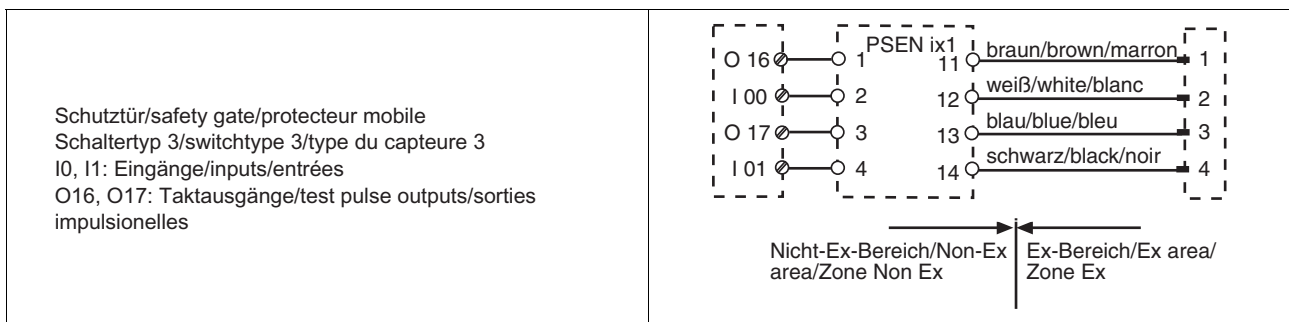 Schutztür/safety gate/protecteur mobile
Schaltertyp 3/switchtype 3/type du capteure 3
I0, I1: Eingänge/inputs/entrées
O16, O17: Taktausgänge/test pulse outputs/sorties
impulsionelles
PSEN ix1
O 16 1 11 braun/brown/marron 1
I 00 2 12 weiß/white/blanc 2
O 17 3 13 blau/blue/bleu 3
I 01 4 14 schwarz/black/noir 4
Nicht-Ex-Bereich/Non-Ex
area/Zone Non Ex
Ex-Bereich/Ex area/
Zone Ex